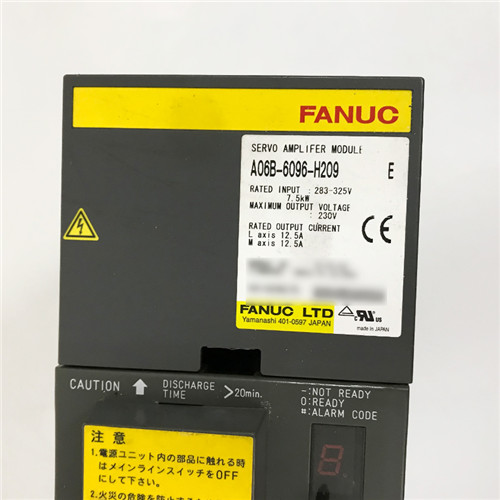 FANUC
SERVO AMPLIFER MODULE
A06B-6096-H209 E
RATED INPUT : 283-325V
7.5kW
MAXIMUM OUTPUT VOLTAGE
: 230V
RATED OUTPUT CURRENT
L axis 12.5A
M axis 12.5A
CE
FANUC LTD
Yamanashi 401-0597 JAPAN
c US
made in JAPAN
CAUTION ↑ DISCHARGE TIME >20min.
-:NOT READY
0:READY
#:ALARM CODE
8
注 意
1.電源ユニット内の部品に触れる時
はメインラインスイッチをOFF
にして
2.火災の危険を防止する